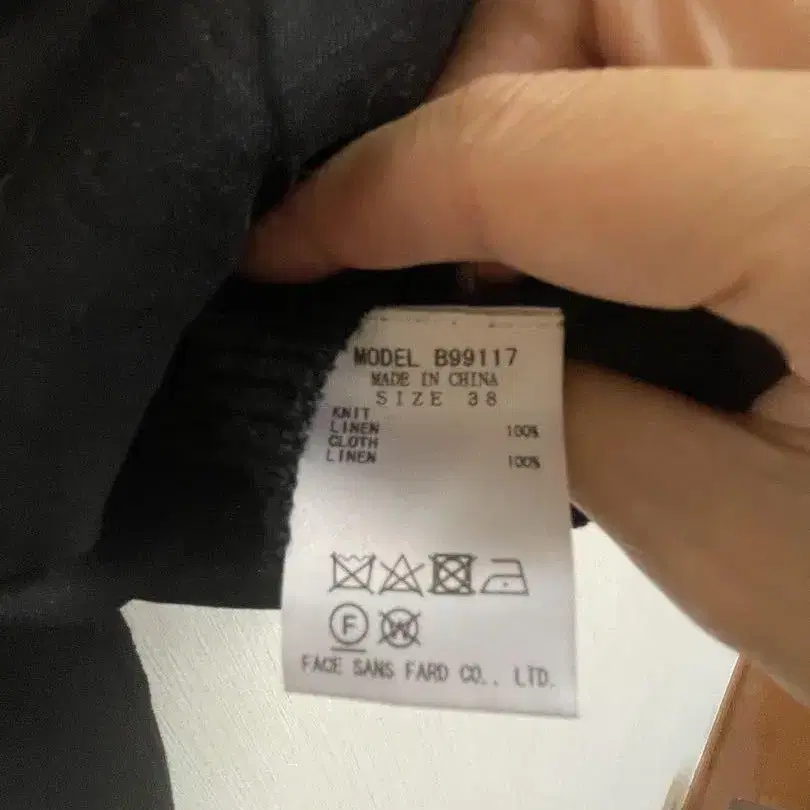 MODEL B99117
MADE IN CHINA
SIZE 38
KNIT
LINEN 100%
CLOTH
LINEN 100%
F W
FACE SANS FARD CO., LTD.